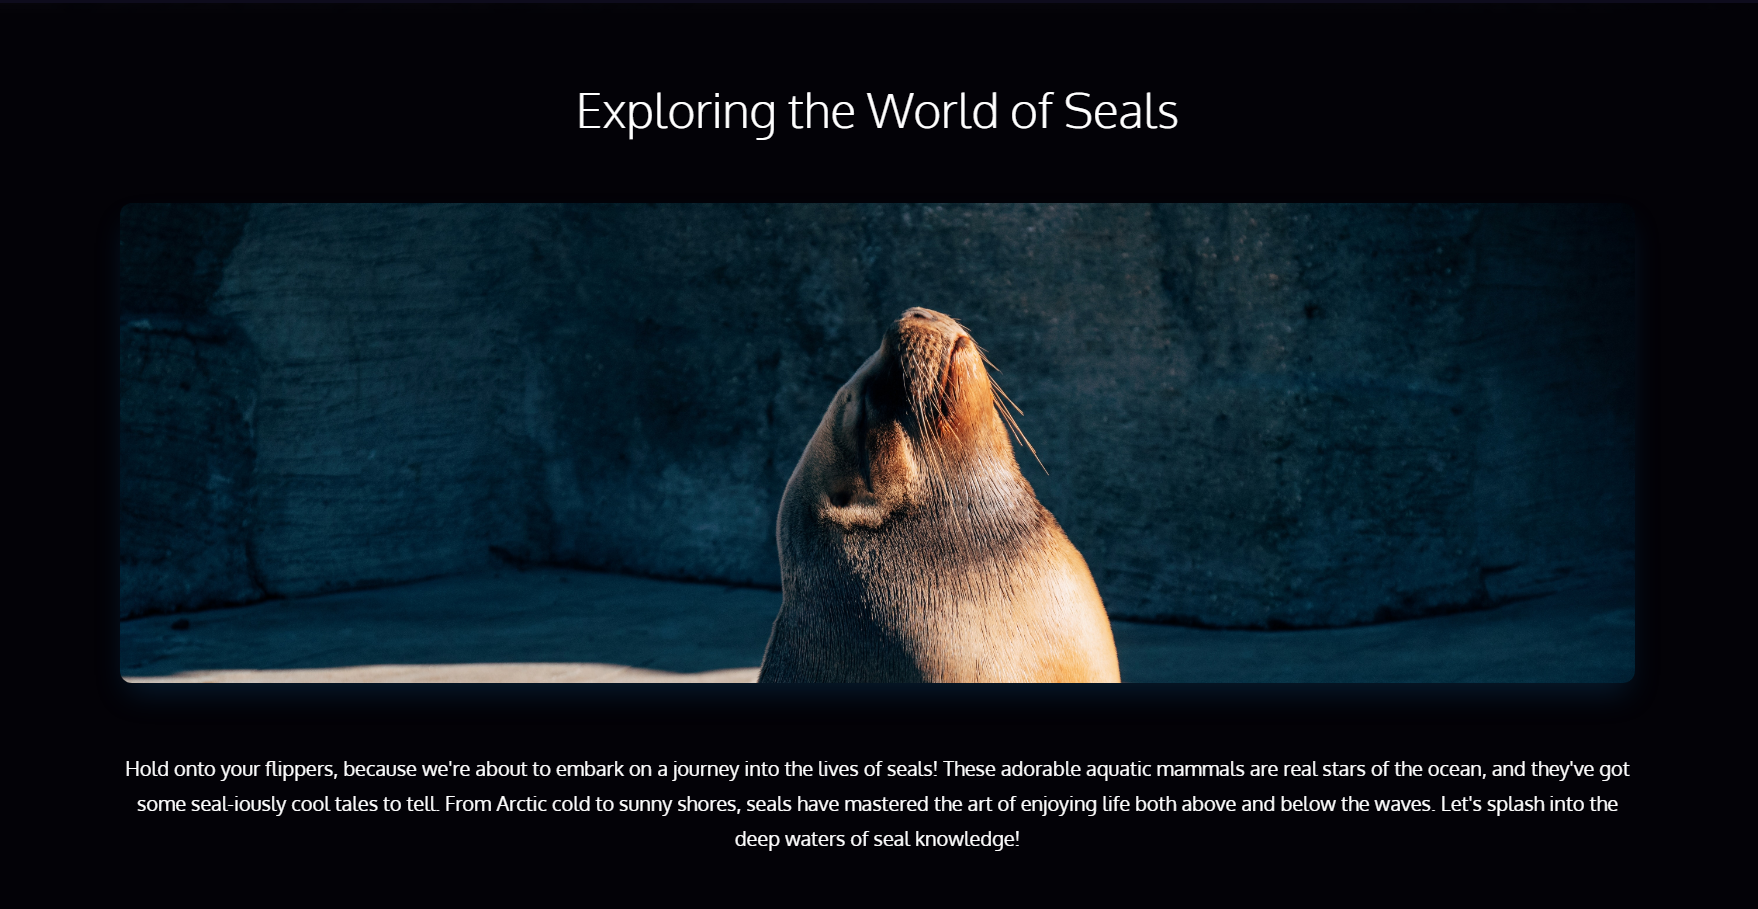 Exploring the World of Seals
Hold onto your flippers, because we're about to embark on a journey into the lives of seals! These adorable aquatic mammals are real stars of the ocean, and they've got
some seal-iously cool tales to tell. From Arctic cold to sunny shores, seals have mastered the art of enjoying life both above and below the waves. Let's splash into the
deep waters of seal knowledge!